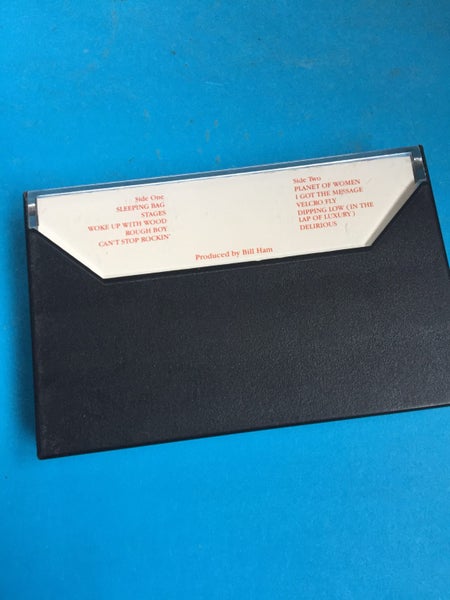 Side One
SLEEPING BAG
STAGES
WOKE UP WITH WOOD
ROUGH BOY
CAN'T STOP ROCKIN'
Side Two
PLANET OF WOMEN
I GOT THE MESSAGE
VELCRO FLY
DIPPING LOW (IN THE
LAP OF LUXURY)
DELIRIOUS
Produced by Bill Ham